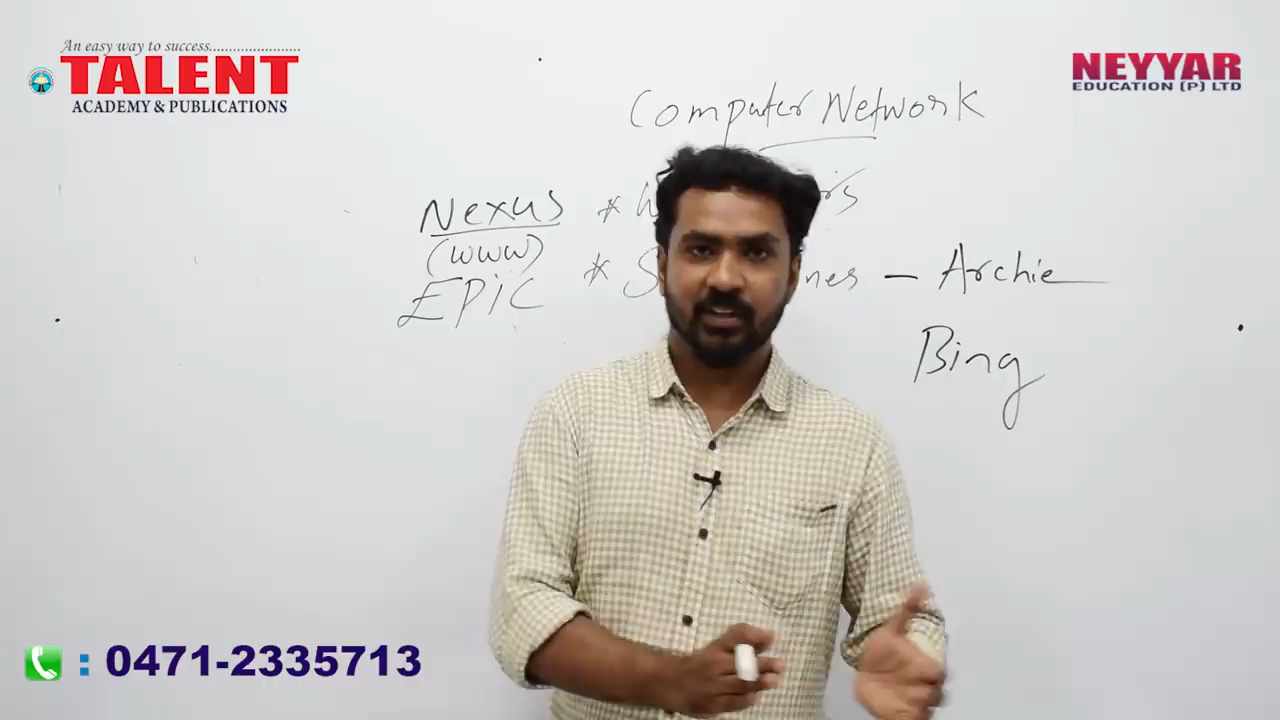 An easy way to success......................
TALENT
ACADEMY & PUBLICATIONS
NEYYAR
EDUCATION (P) LTD
Computer Network
Nexus *
(WWW)
EPIC * S nes - Archie
Bing
: 0471-2335713